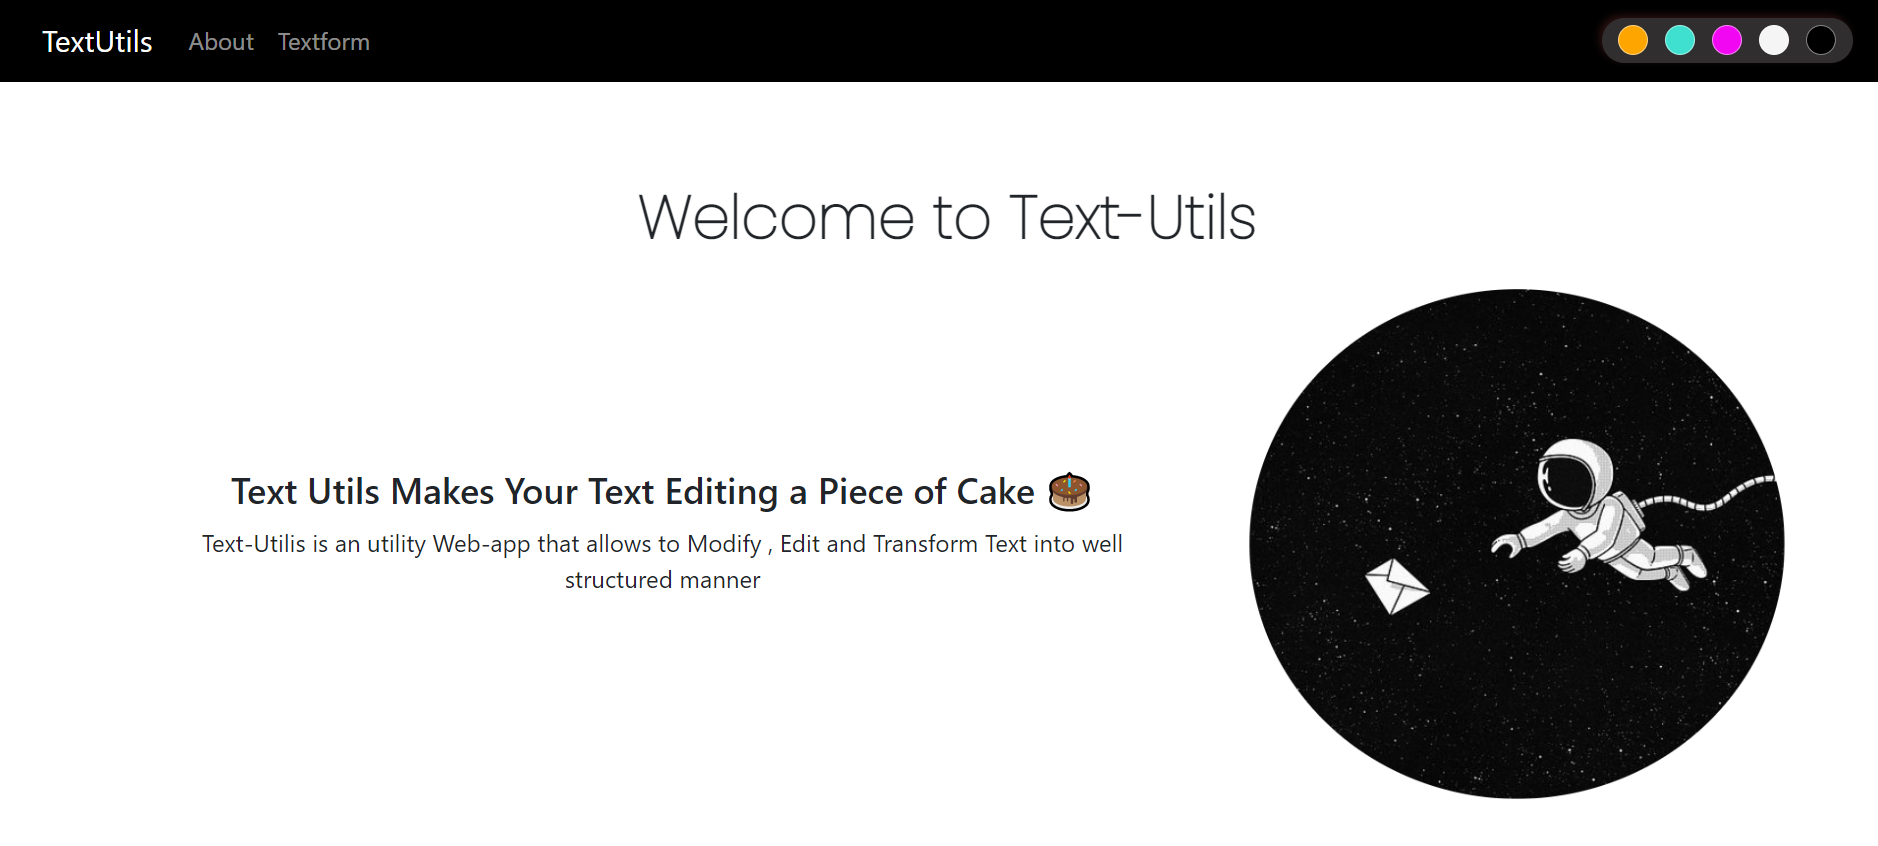 TextUtils About Textform
Welcome to Text-Utils
Text Utils Makes Your Text Editing a Piece of Cake 🎂
Text-Utilis is an utility Web-app that allows to Modify , Edit and Transform Text into well
structured manner